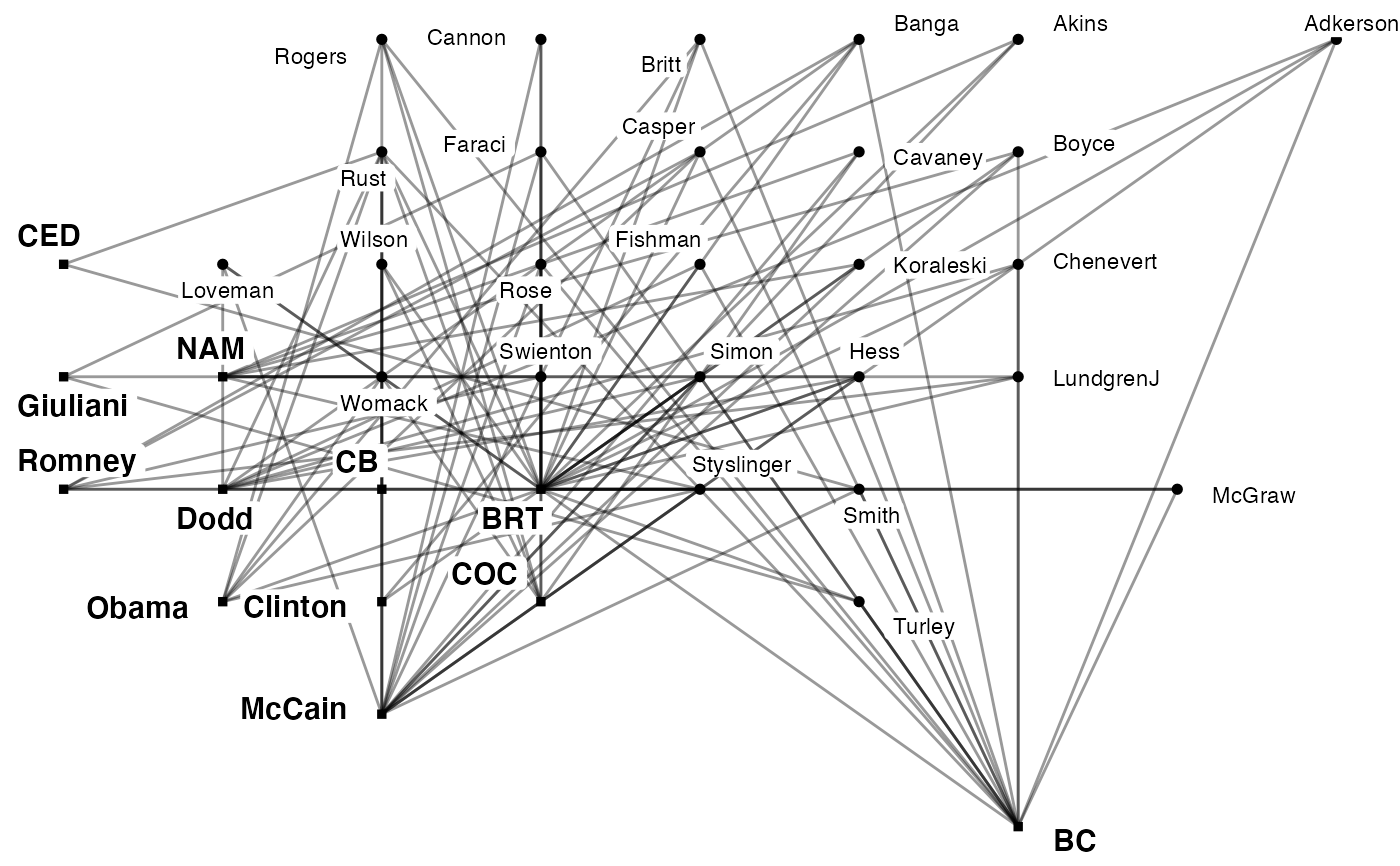 Banga
Akins
Adkerson
Cannon
Rogers
Britt
Casper
Faraci
Boyce
Cavaney
Rust
CED
Wilson
Fishman
Koraleski
Chenevert
Loveman
Rose
NAM
Swienton
Simon
Hess
LundgrenJ
Giuliani
Womack
Romney
CB
Styslinger
McGraw
Dodd
BRT
Smith
COC
Obama
Clinton
Turley
McCain
BC